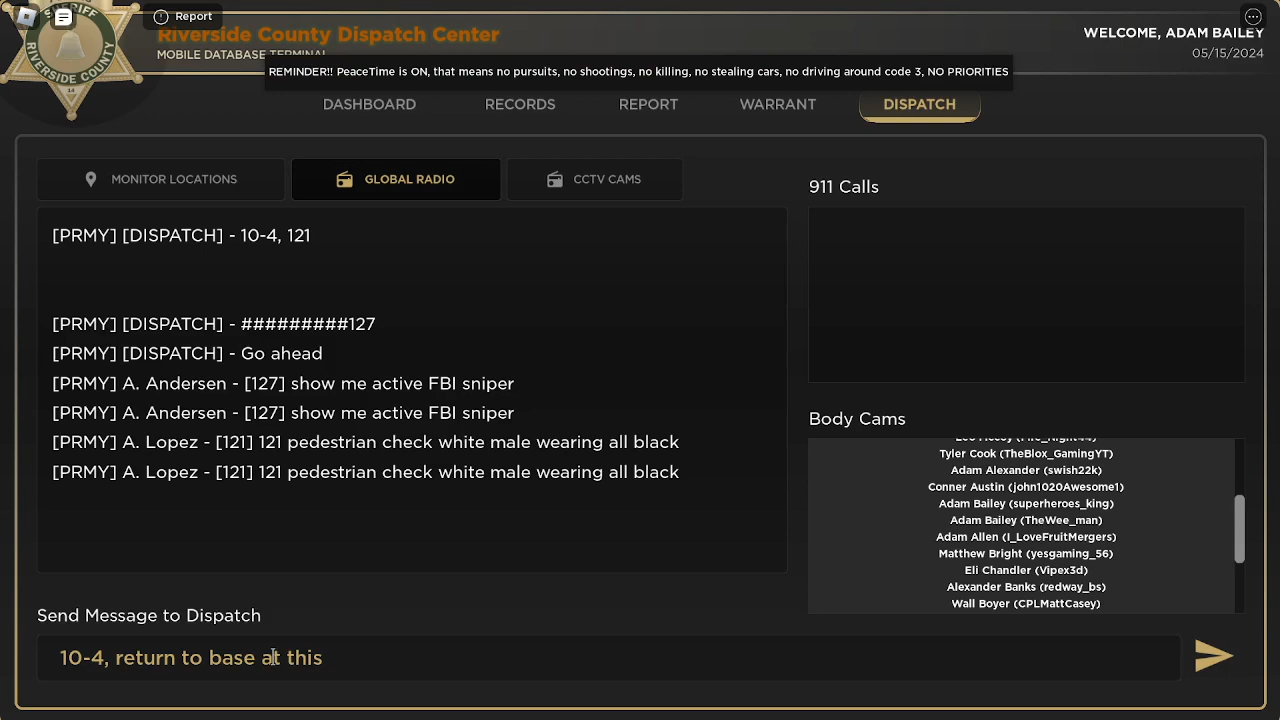 Report
SHERIFF
RIVERSIDE COUNTY
Riverside County Dispatch Center
MOBILE DATABASE TERMINAL
WELCOME, ADAM BAILEY
05/15/2024
REMINDER!! PeaceTime is ON, that means no pursuits, no shootings, no killing, no stealing cars, no driving around code 3, NO PRIORITIES
DASHBOARD
RECORDS
REPORT
WARRANT
DISPATCH
MONITOR LOCATIONS
GLOBAL RADIO
CCTV CAMS
[PRMY] [DISPATCH] - 10-4, 121
[PRMY] [DISPATCH] - #########127
[PRMY] [DISPATCH] - Go ahead
[PRMY] A. Andersen - [127] show me active FBI sniper
[PRMY] A. Andersen - [127] show me active FBI sniper
[PRMY] A. Lopez - [121] 121 pedestrian check white male wearing all black
[PRMY] A. Lopez - [121] 121 pedestrian check white male wearing all black
Send Message to Dispatch
10-4, return to base at this
911 Calls
Body Cams
Tyler Cook (TheBlox_GamingYT)
Adam Alexander (swish22k)
Conner Austin (john1020Awesome1)
Adam Bailey (superheroes_king)
Adam Bailey (TheWee_man)
Adam Allen (I_LoveFruitMergers)
Matthew Bright (yesgaming_56)
Eli Chandler (Vipex3d)
Alexander Banks (redway_bs)
Wall Boyer (CPLMattCasey)